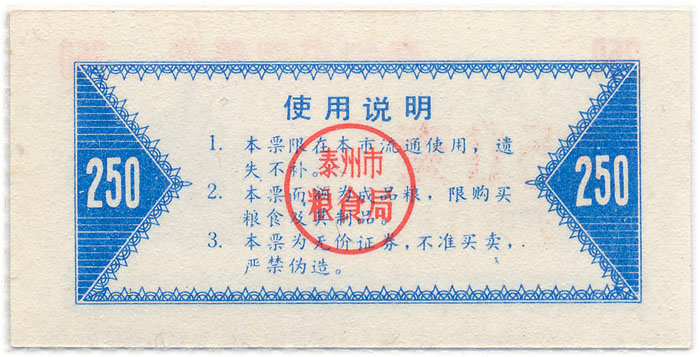 使用说明
1. 本票限在本市流通使用，遗
失不补。
2. 本票面额为成品粮，限购买
粮食及其制品。
3. 本票为无价证券，不准买卖，
严禁伪造。
泰州市
粮食局
250
250